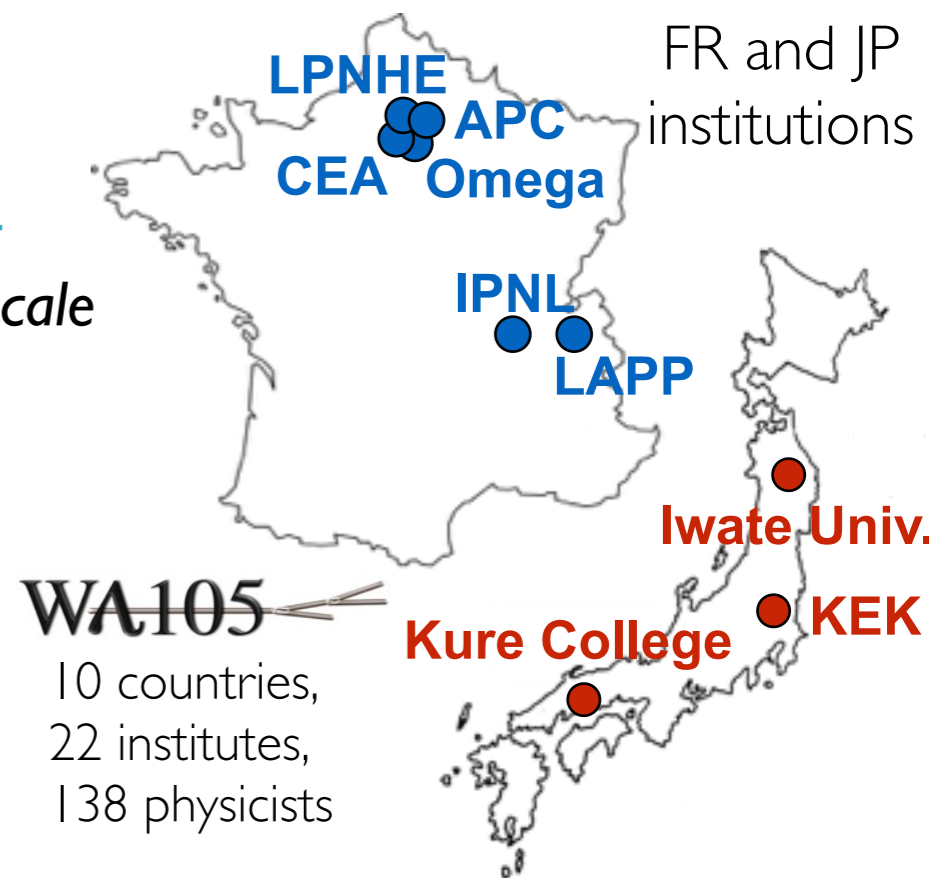 FR and JP
institutions
LPNHE
APC
CEA
Omega
cale
IPNL
LAPP
Iwate Univ.
KEK
Kure College
WA105
10 countries,
22 institutes,
138 physicists